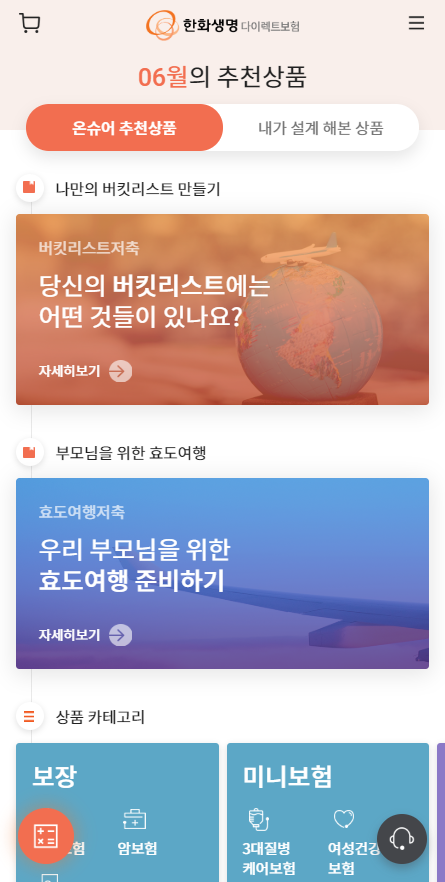 한화생명 다이렉트보험
06월의 추천상품
온슈어 추천상품
내가 설계 해본 상품
나만의 버킷리스트 만들기
버킷리스트저축
당신의 버킷리스트에는
어떤 것들이 있나요?
자세히보기
부모님을 위한 효도여행
효도여행저축
우리 부모님을 위한
효도여행 준비하기
자세히보기
상품 카테고리
보장
암보험
미니보험
3대질병
케어보험
여성건강
보험